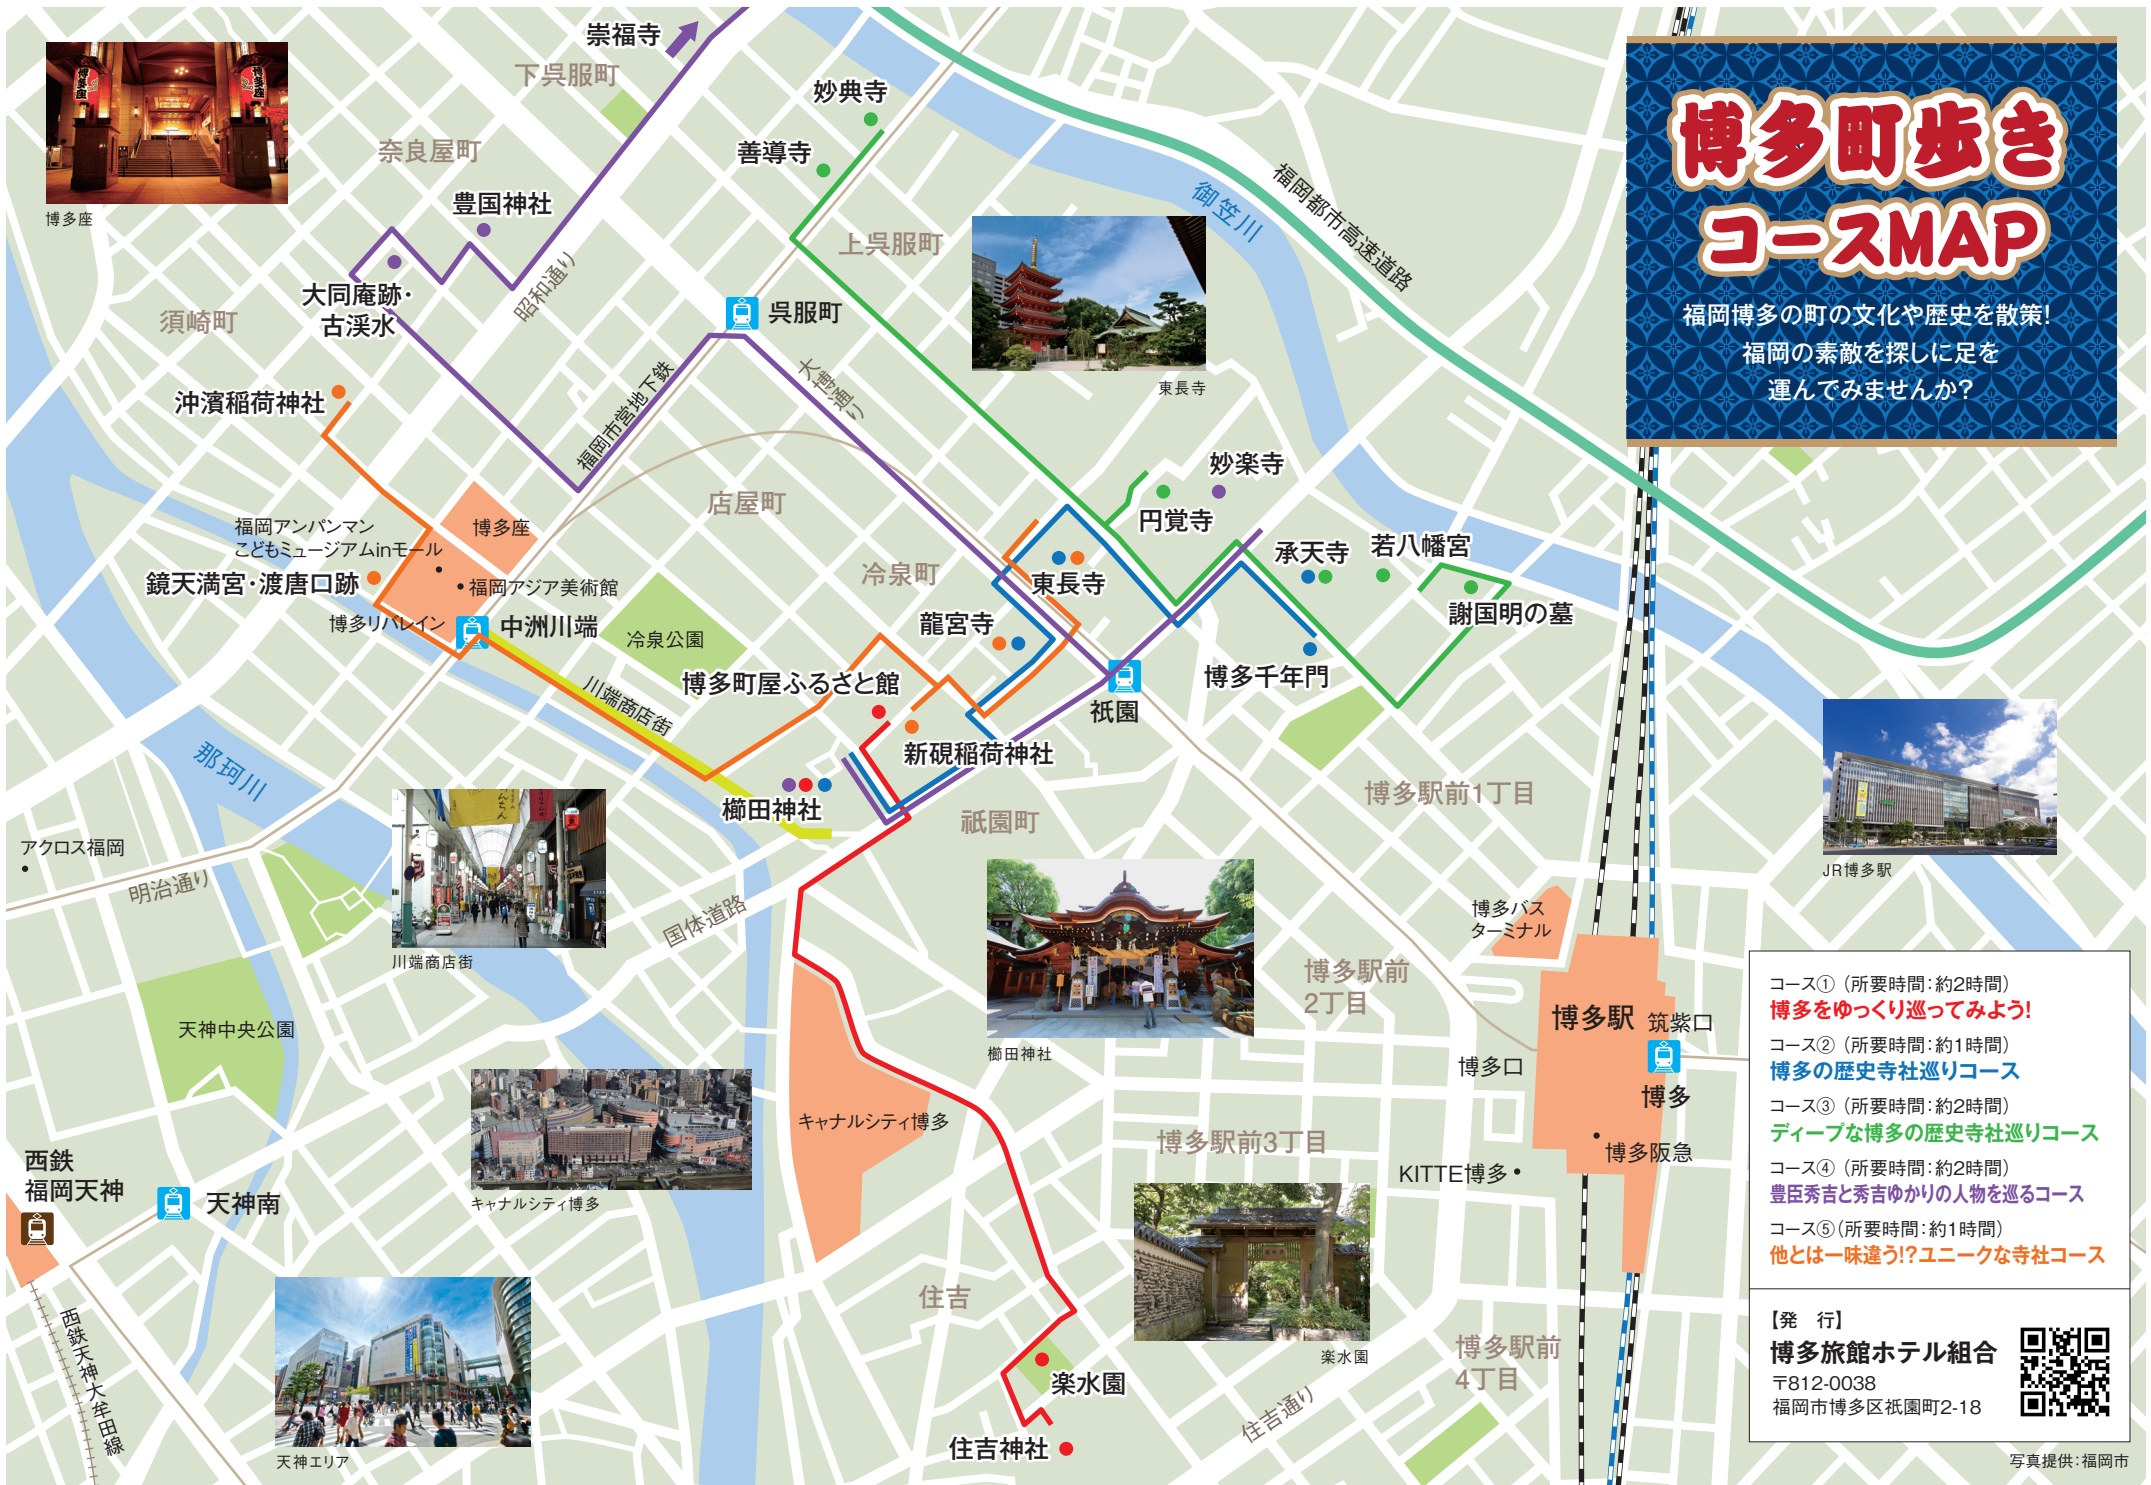 博多町歩き
コースMAP
福岡博多の町の文化や歴史を散策!
福岡の素敵を探しに足を
運んでみませんか?
博多座
崇福寺
下呉服町
奈良屋町
豊国神社
妙典寺
善導寺
上呉服町
御笠川
福岡都市高速道路
大同庵跡・
古渓水
昭和通り
須崎町
呉服町
大博通り
福岡市営地下鉄
東長寺
沖濱稲荷神社
店屋町
妙楽寺
円覚寺
福岡アンパンマン
こどもミュージアムinモール
博多座
福岡アジア美術館
鏡天満宮・渡唐口跡
博多リバレイン
中洲川端
冷泉公園
冷泉町
東長寺
承天寺
若八幡宮
謝国明の墓
龍宮寺
博多千年門
川端商店街
博多町屋ふるさと館
祇園
新硯稲荷神社
櫛田神社
祇園町
博多駅前1丁目
那珂川
アクロス福岡
明治通り
川端商店街
国体道路
櫛田神社
JR博多駅
博多バス
ターミナル
博多駅前
2丁目
博多駅
筑紫口
博多口
博多
博多阪急
KITTE博多
天神中央公園
キャナルシティ博多
キャナルシティ博多
博多駅前3丁目
西鉄
福岡天神
天神南
西鉄天神大牟田線
天神エリア
住吉
楽水園
楽水園
住吉神社
住吉通り
博多駅前
4丁目
コース①（所要時間：約2時間）
博多をゆっくり巡ってみよう!
コース②（所要時間：約1時間）
博多の歴史寺社巡りコース
コース③（所要時間：約2時間）
ディープな博多の歴史寺社巡りコース
コース④（所要時間：約2時間）
豊臣秀吉と秀吉ゆかりの人物を巡るコース
コース⑤（所要時間：約1時間）
他とは一味違う!?ユニークな寺社コース
【発　行】
博多旅館ホテル組合
〒812-0038
福岡市博多区祇園町2-18
写真提供：福岡市